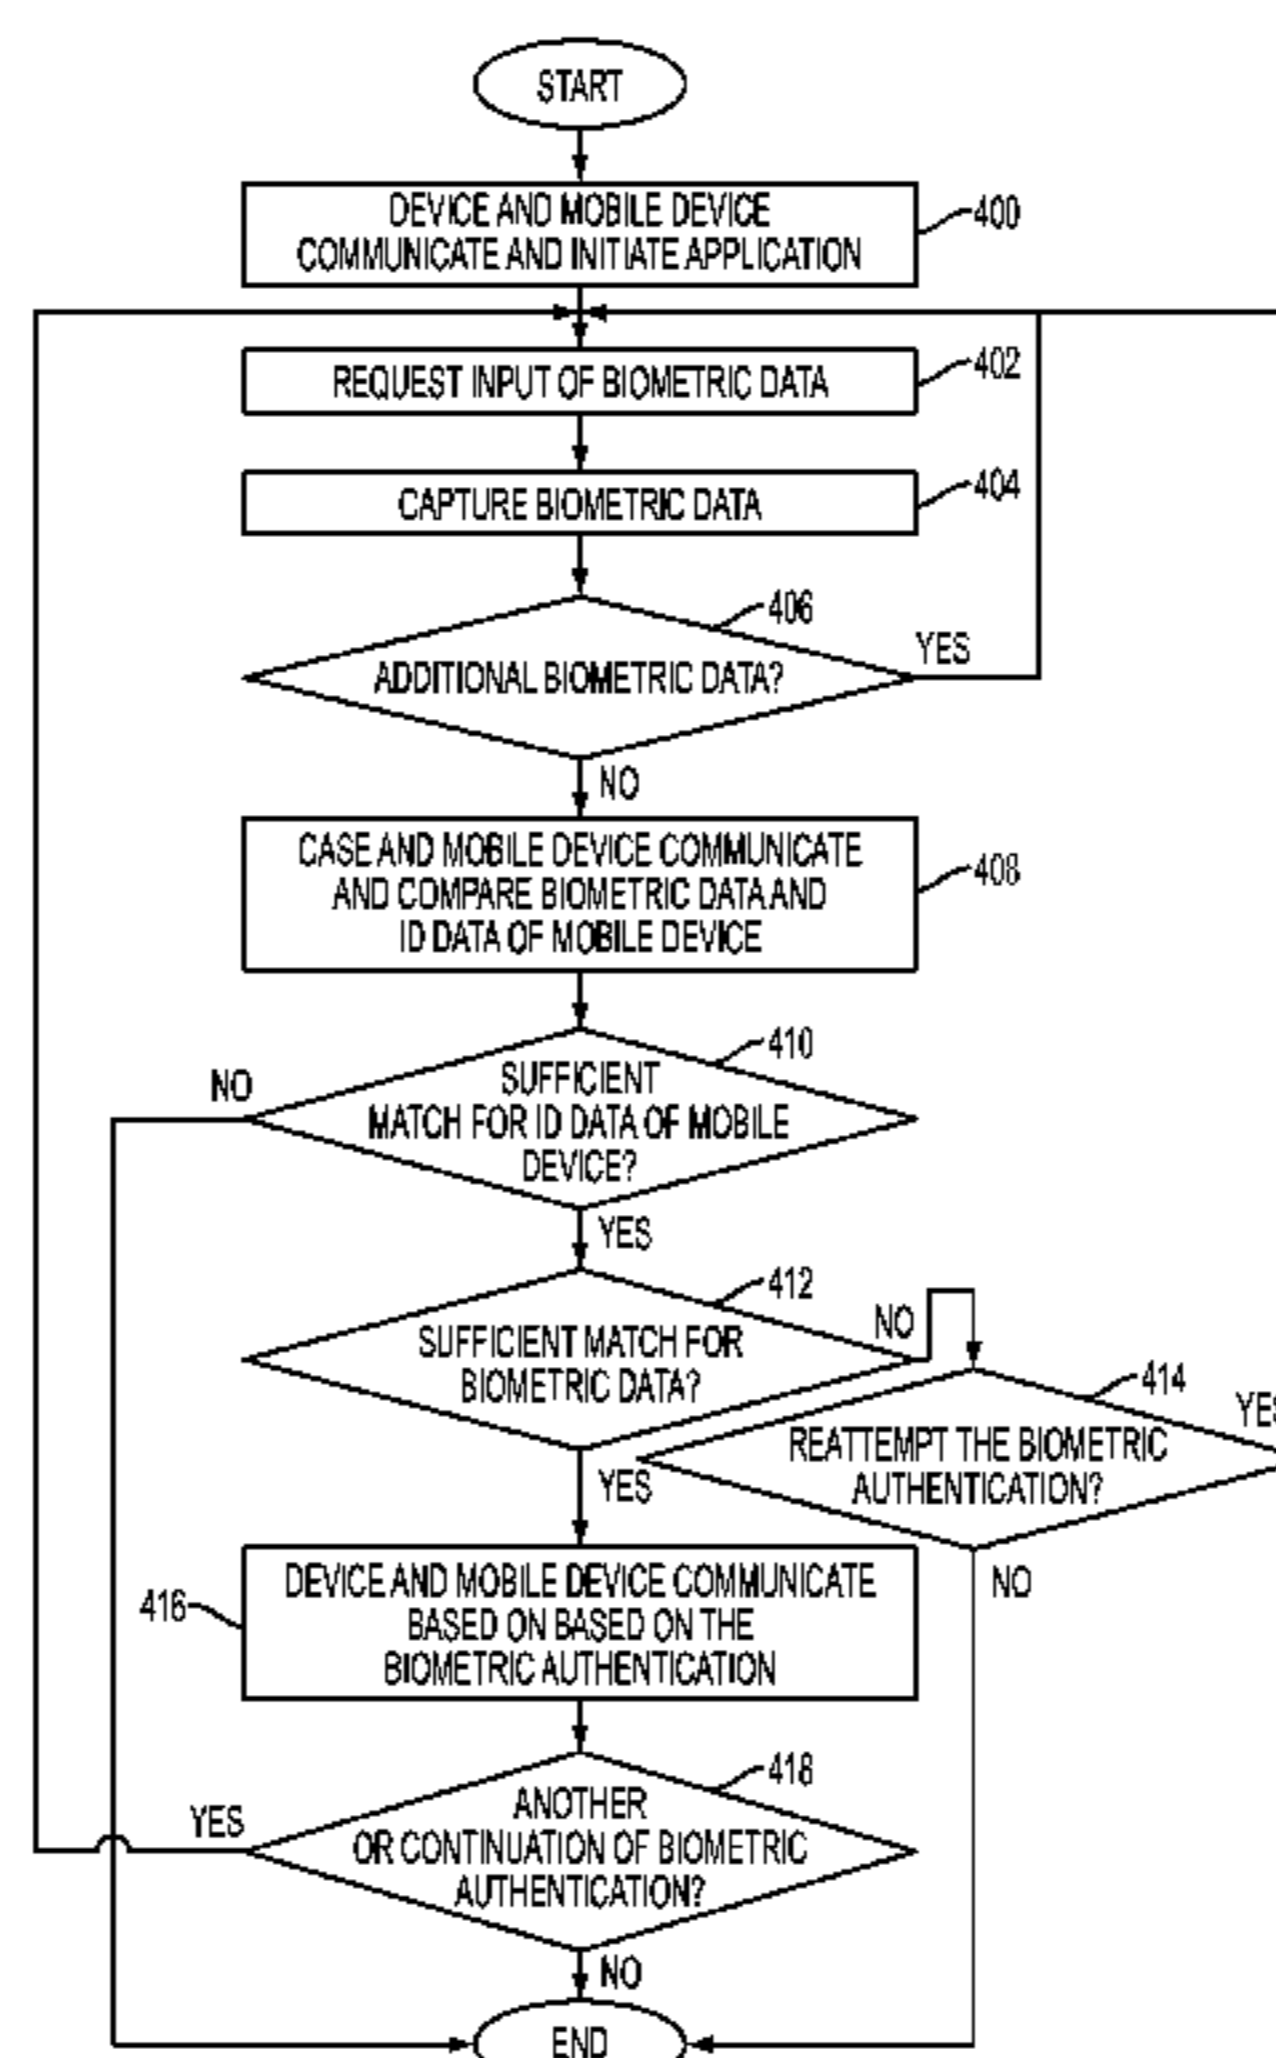 START
DEVICE AND MOBILE DEVICE
COMMUNICATE AND INITIATE APPLICATION
400
REQUEST INPUT OF BIOMETRIC DATA
402
CAPTURE BIOMETRIC DATA
404
406
ADDITIONAL BIOMETRIC DATA?
YES
NO
CASE AND MOBILE DEVICE COMMUNICATE
AND COMPARE BIOMETRIC DATA AND
ID DATA OF MOBILE DEVICE
408
410
NO
SUFFICIENT
MATCH FOR ID DATA OF MOBILE
DEVICE?
YES
412
NO
SUFFICIENT MATCH FOR
BIOMETRIC DATA?
414
YES
REATTEMPT THE BIOMETRIC
AUTHENTICATION?
YES
NO
416
DEVICE AND MOBILE DEVICE COMMUNICATE
BASED ON BASED ON THE
BIOMETRIC AUTHENTICATION
418
YES
ANOTHER
OR CONTINUATION OF BIOMETRIC
AUTHENTICATION?
NO
END